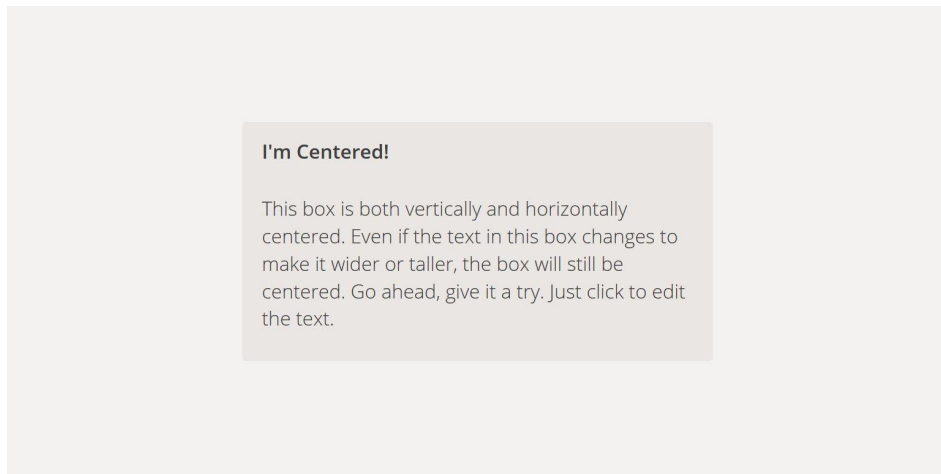 I'm Centered!
This box is both vertically and horizontally
centered. Even if the text in this box changes to
make it wider or taller, the box will still be
centered. Go ahead, give it a try. Just click to edit
the text.